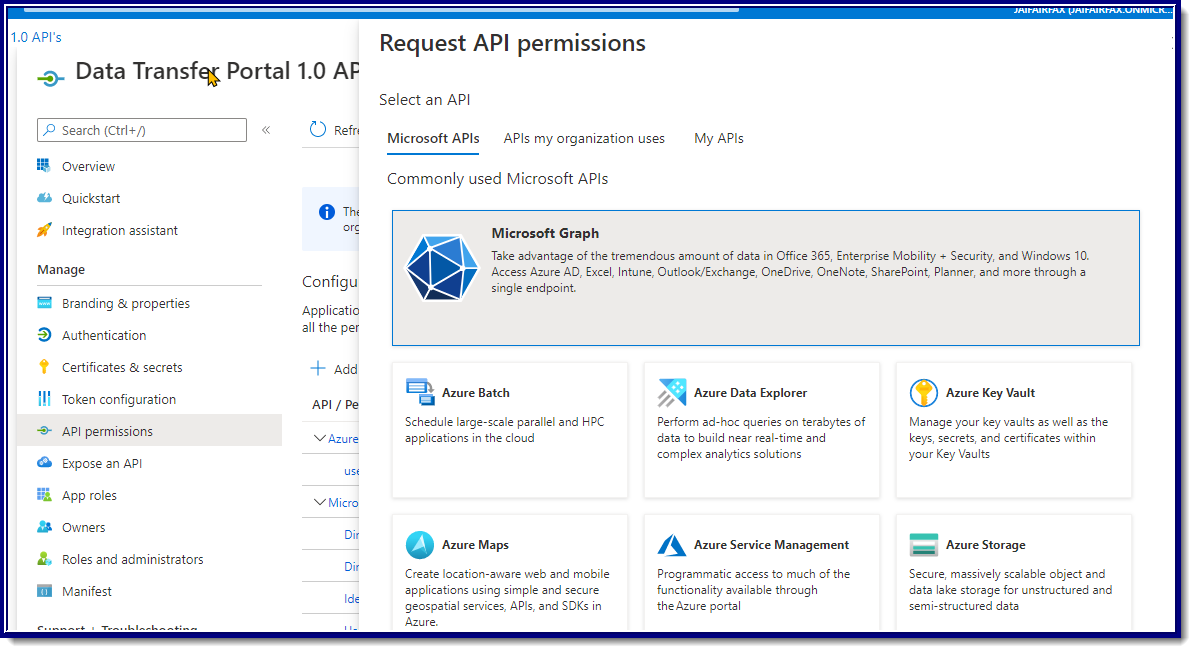 JAIFAIRFAX (JAIFAIRFAX.ONMICR...
1.0 API's
Data Transfer Portal 1.0 AP
Search (Ctrl+/)
«
Overview
Quickstart
Integration assistant
Manage
Branding & properties
Authentication
Certificates & secrets
Token configuration
API permissions
Expose an API
App roles
Owners
Roles and administrators
Manifest
Support + Troubleshooting
Refre
The
org
Configu
Applicatio
all the per
Add
API / Pe
Azure
use
Micro
Dir
Dir
Ide
Request API permissions
Select an API
Microsoft APIs APIs my organization uses My APIs
Commonly used Microsoft APIs
Microsoft Graph
Take advantage of the tremendous amount of data in Office 365, Enterprise Mobility + Security, and Windows 10.
Access Azure AD, Excel, Intune, Outlook/Exchange, OneDrive, OneNote, SharePoint, Planner, and more through a
single endpoint.
Azure Batch
Schedule large-scale parallel and HPC
applications in the cloud
Azure Data Explorer
Perform ad-hoc queries on terabytes of
data to build near real-time and
complex analytics solutions
Azure Key Vault
Manage your key vaults as well as the
keys, secrets, and certificates within
your Key Vaults
Azure Maps
Create location-aware web and mobile
applications using simple and secure
geospatial services, APIs, and SDKs in
Azure.
Azure Service Management
Programmatic access to much of the
functionality available through
the Azure portal
Azure Storage
Secure, massively scalable object and
data lake storage for unstructured and
semi-structured data